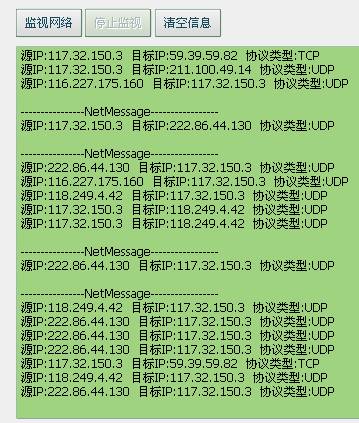 监视网络 停止监视 清空信息
源IP:117.32.150.3 目标IP:59.39.59.82 协议类型:TCP
源IP:117.32.150.3 目标IP:211.100.49.14 协议类型:UDP
源IP:116.227.175.160 目标IP:117.32.150.3 协议类型:UDP
----------------NetMessage-----------------
源IP:117.32.150.3 目标IP:222.86.44.130 协议类型:UDP
----------------NetMessage-----------------
源IP:222.86.44.130 目标IP:117.32.150.3 协议类型:UDP
源IP:116.227.175.160 目标IP:117.32.150.3 协议类型:UDP
源IP:118.249.4.42 目标IP:117.32.150.3 协议类型:UDP
源IP:117.32.150.3 目标IP:118.249.4.42 协议类型:UDP
源IP:117.32.150.3 目标IP:118.249.4.42 协议类型:UDP
----------------NetMessage-----------------
源IP:222.86.44.130 目标IP:117.32.150.3 协议类型:UDP
----------------NetMessage-----------------
源IP:118.249.4.42 目标IP:117.32.150.3 协议类型:UDP
源IP:222.86.44.130 目标IP:117.32.150.3 协议类型:UDP
源IP:222.86.44.130 目标IP:117.32.150.3 协议类型:UDP
源IP:222.86.44.130 目标IP:117.32.150.3 协议类型:UDP
源IP:117.32.150.3 目标IP:59.39.59.82 协议类型:TCP
源IP:118.249.4.42 目标IP:117.32.150.3 协议类型:UDP
源IP:222.86.44.130 目标IP:117.32.150.3 协议类型:UDP